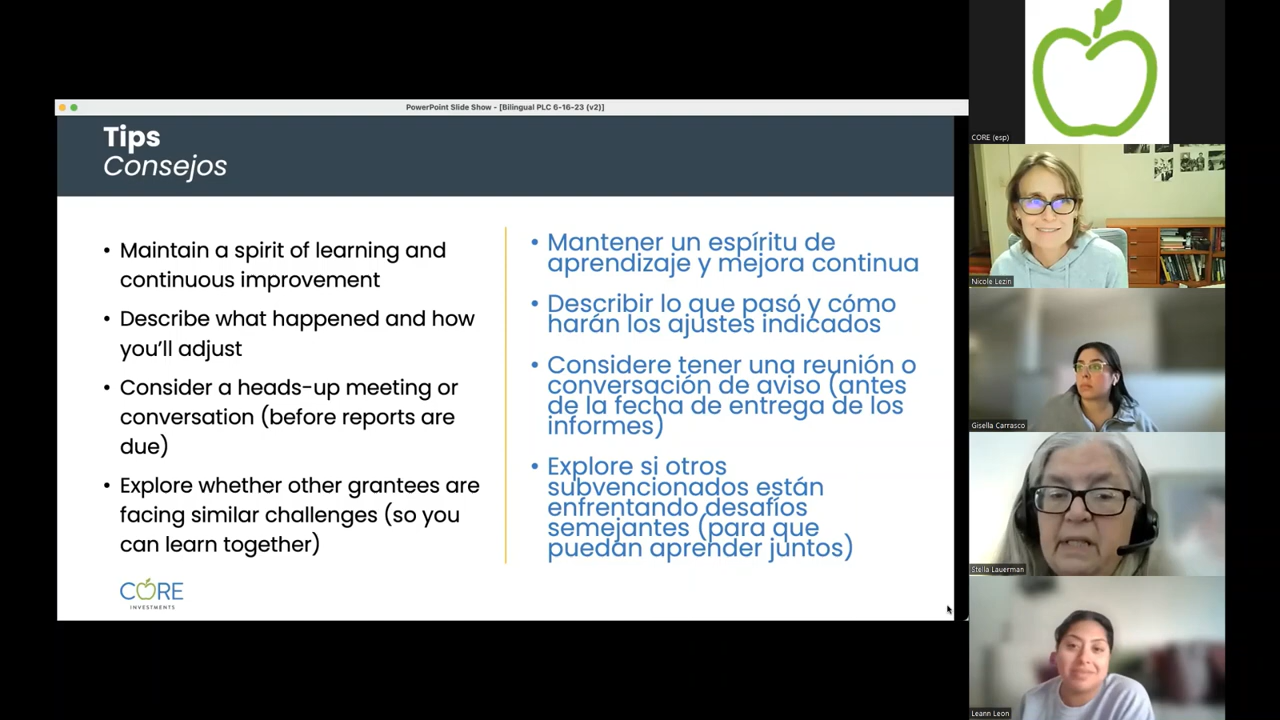 PowerPoint Slide Show - [Bilingual PLC 6-16-23 (v2)]
Tips
Consejos
• Maintain a spirit of learning and
continuous improvement
• Describe what happened and how
you’ll adjust
• Consider a heads-up meeting or
conversation (before reports are
due)
• Explore whether other grantees are
facing similar challenges (so you
can learn together)
• Mantener un espíritu de
aprendizaje y mejora continua
• Describir lo que pasó y cómo
harán los ajustes indicados
• Considere tener una reunión o
conversación de aviso (antes
de la fecha de entrega de los
informes)
• Explore si otros
subvencionados están
enfrentando desafíos
semejantes (para que
puedan aprender juntos)
CORE
INVESTMENTS
CORE (esp)
Nicole Lezin
Gisella Carrasco
Stella Lauerman
Leann Leon